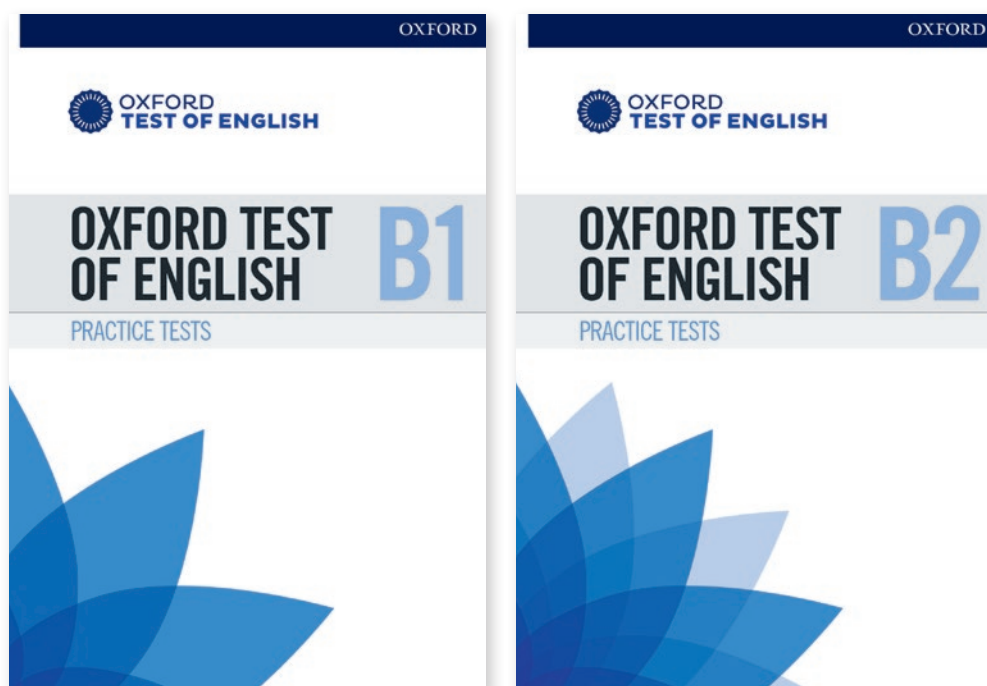 OXFORD
OXFORD
TEST OF ENGLISH
OXFORD TEST
OF ENGLISH
B1
PRACTICE TESTS
OXFORD
OXFORD
TEST OF ENGLISH
OXFORD TEST
OF ENGLISH
B2
PRACTICE TESTS